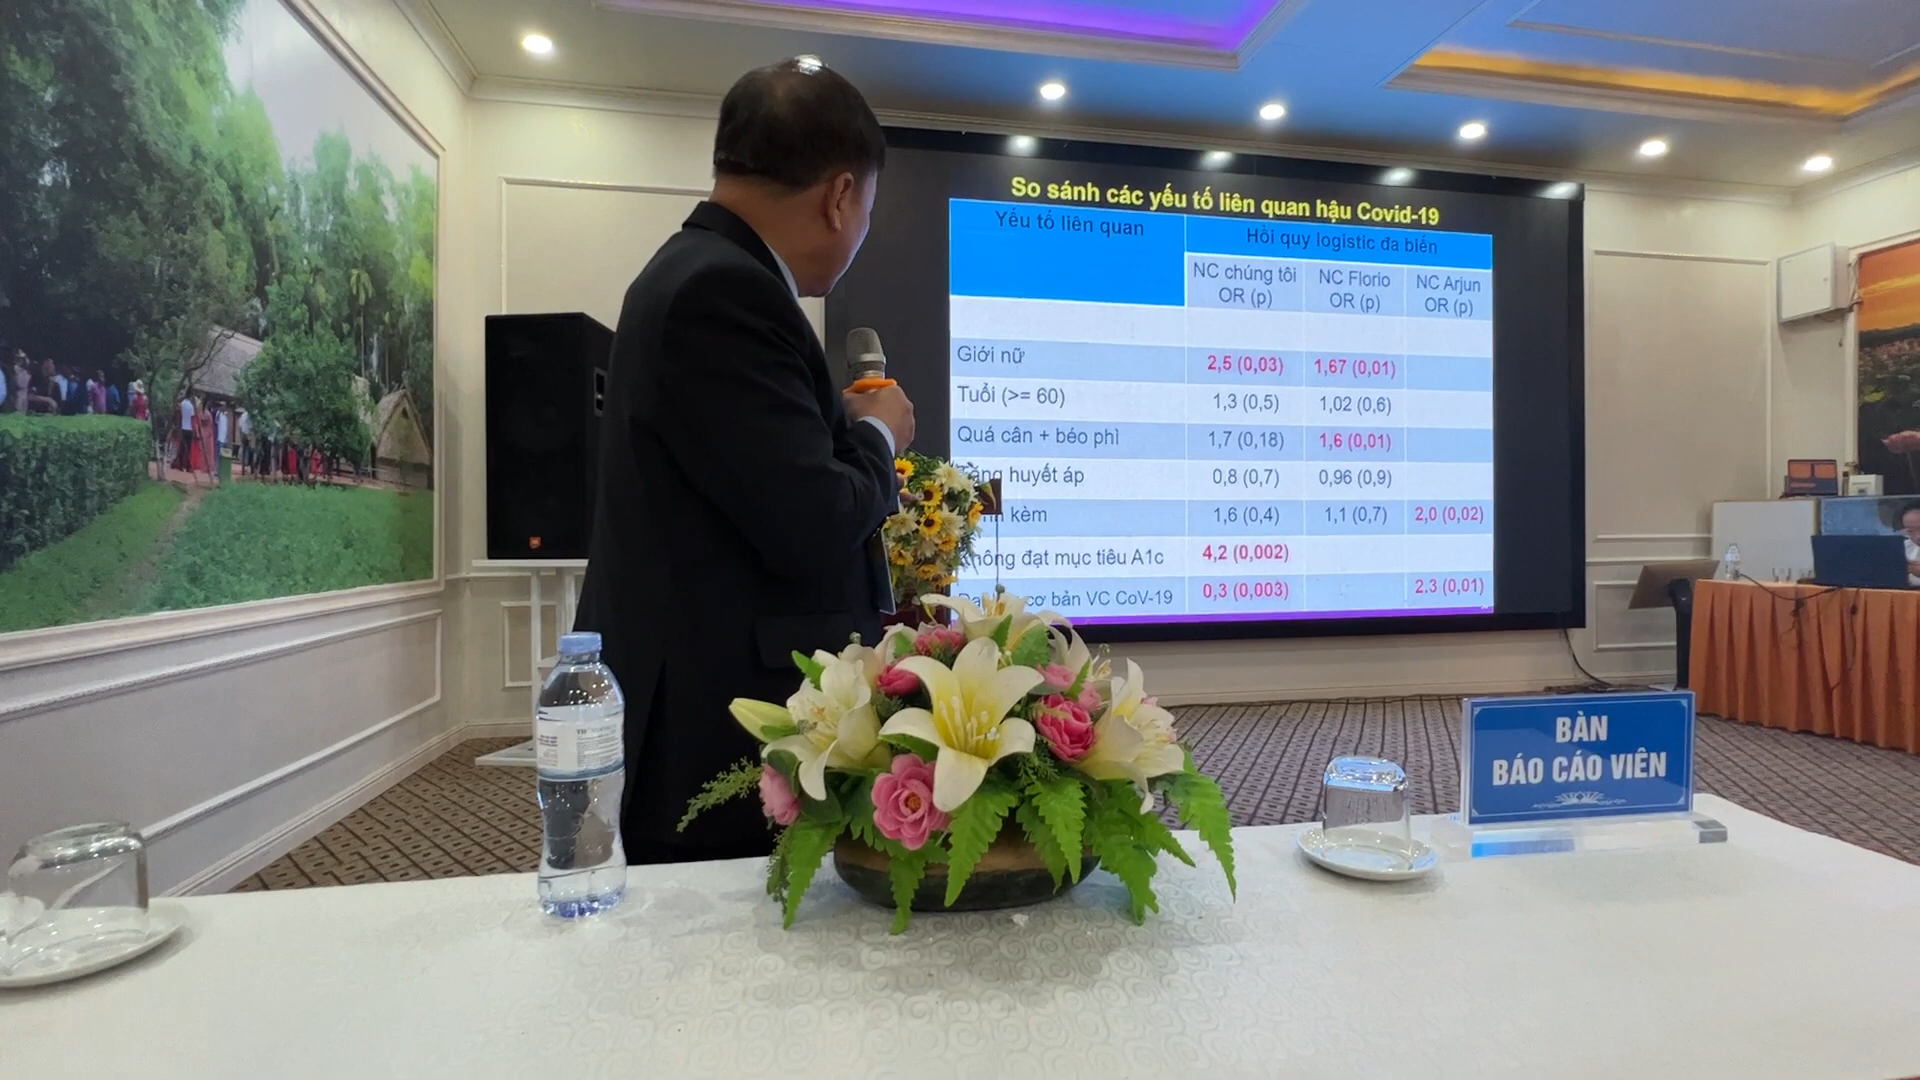 So sánh các yếu tố liên quan hậu Covid-19
Yếu tố liên quan
Hồi quy logistic đa biến
NC chúng tôi
OR (p)
NC Florio
OR (p)
NC Arjun
OR (p)
Giới nữ 2,5 (0,03) 1,67 (0,01)
Tuổi (>= 60) 1,3 (0,5) 1,02 (0,6)
Quá cân + béo phì 1,7 (0,18) 1,6 (0,01)
huyết áp 0,8 (0,7) 0,96 (0,9)
kèm 1,6 (0,4) 1,1 (0,7) 2,0 (0,02)
Không đạt mục tiêu A1c 4,2 (0,002)
cơ bản VC CoV-19 0,3 (0,003) 2.3 (0,01)
BÀN
BÁO CÁO VIÊN